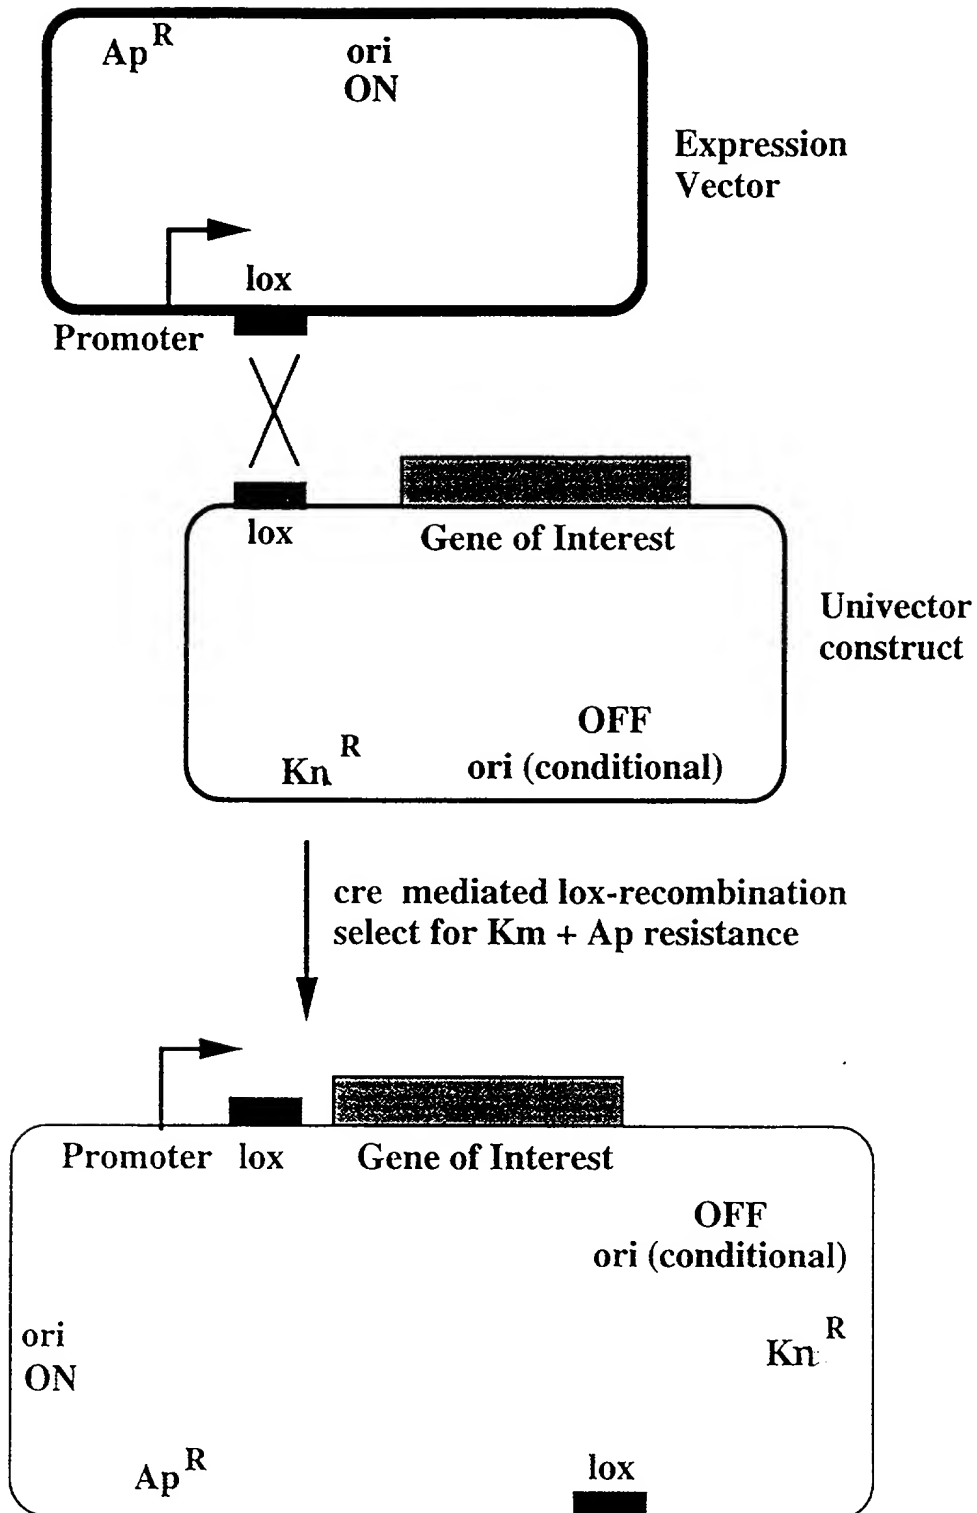 Ap R
ori
ON
Expression
Vector
lox
Promoter
lox
Gene of Interest
Univector
construct
OFF
Kn R
ori (conditional)
cre mediated lox-recombination
select for Km + Ap resistance
Promoter lox Gene of Interest
OFF
ori (conditional)
ori
ON
Kn R
Ap R
lox